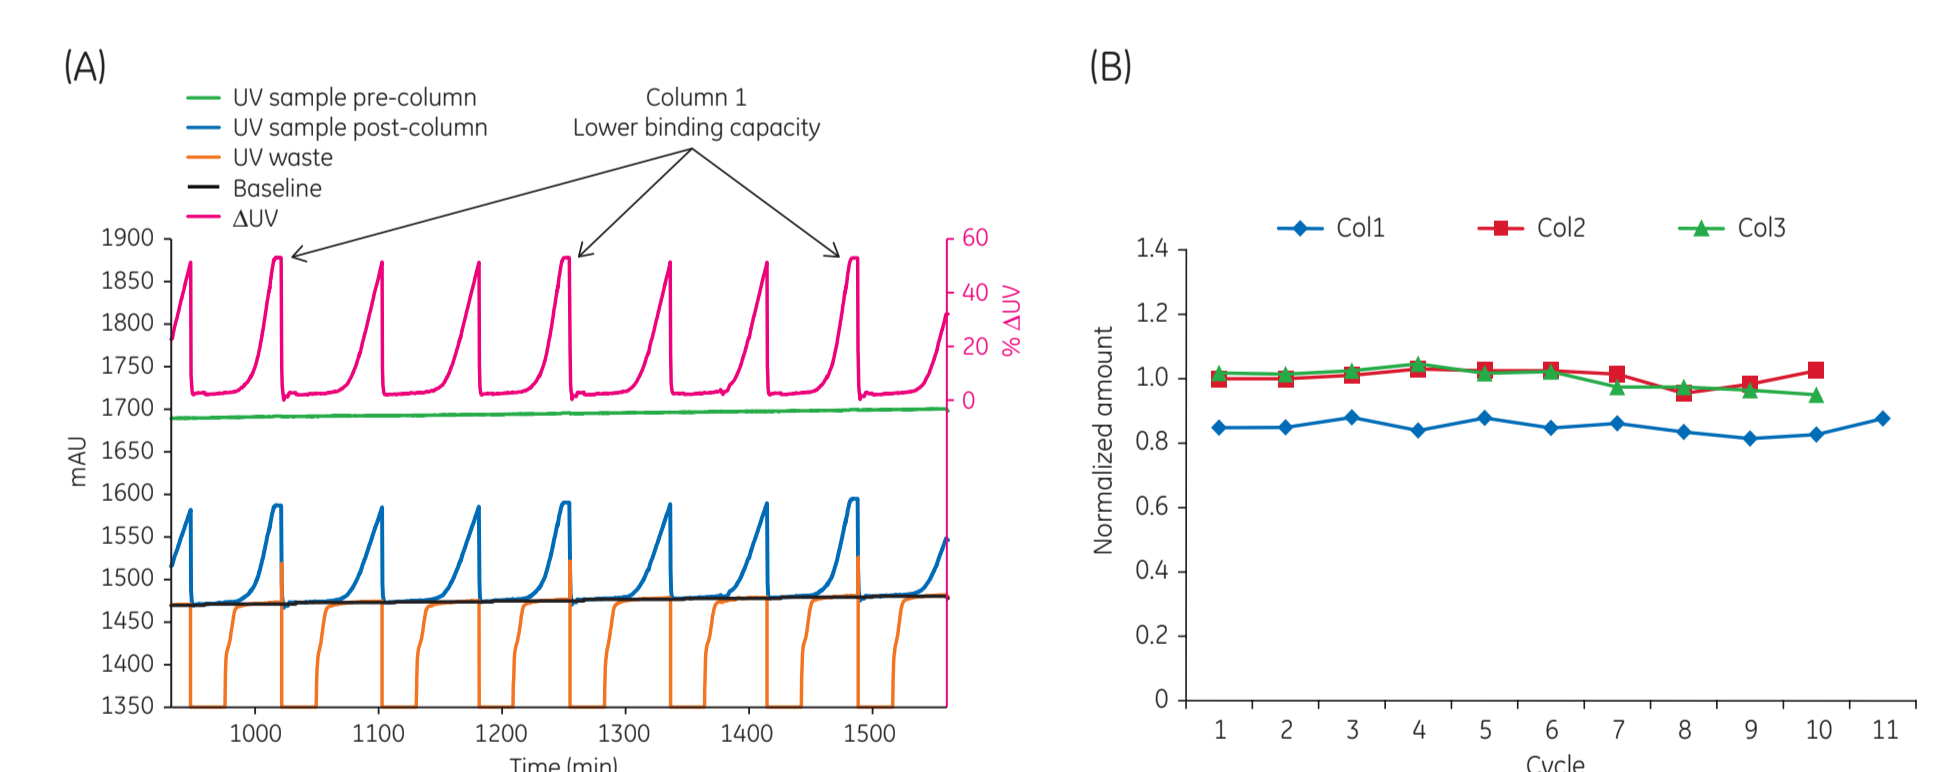 (A)
UV sample pre-column
UV sample post-column
UV waste
Baseline
ΔUV
Column 1
Lower binding capacity
1900
1850
1800
1750
1700
1650
1600
1550
1500
1450
1400
1350
mAU
60
40
20
0
% ΔUV
1000 1100 1200 1300 1400 1500
Time (min)
(B)
Col1 Col2 Col3
1.4
1.2
1.0
0.8
0.6
0.4
0.2
0
Normalized amount
1 2 3 4 5 6 7 8 9 10 11
Cycle